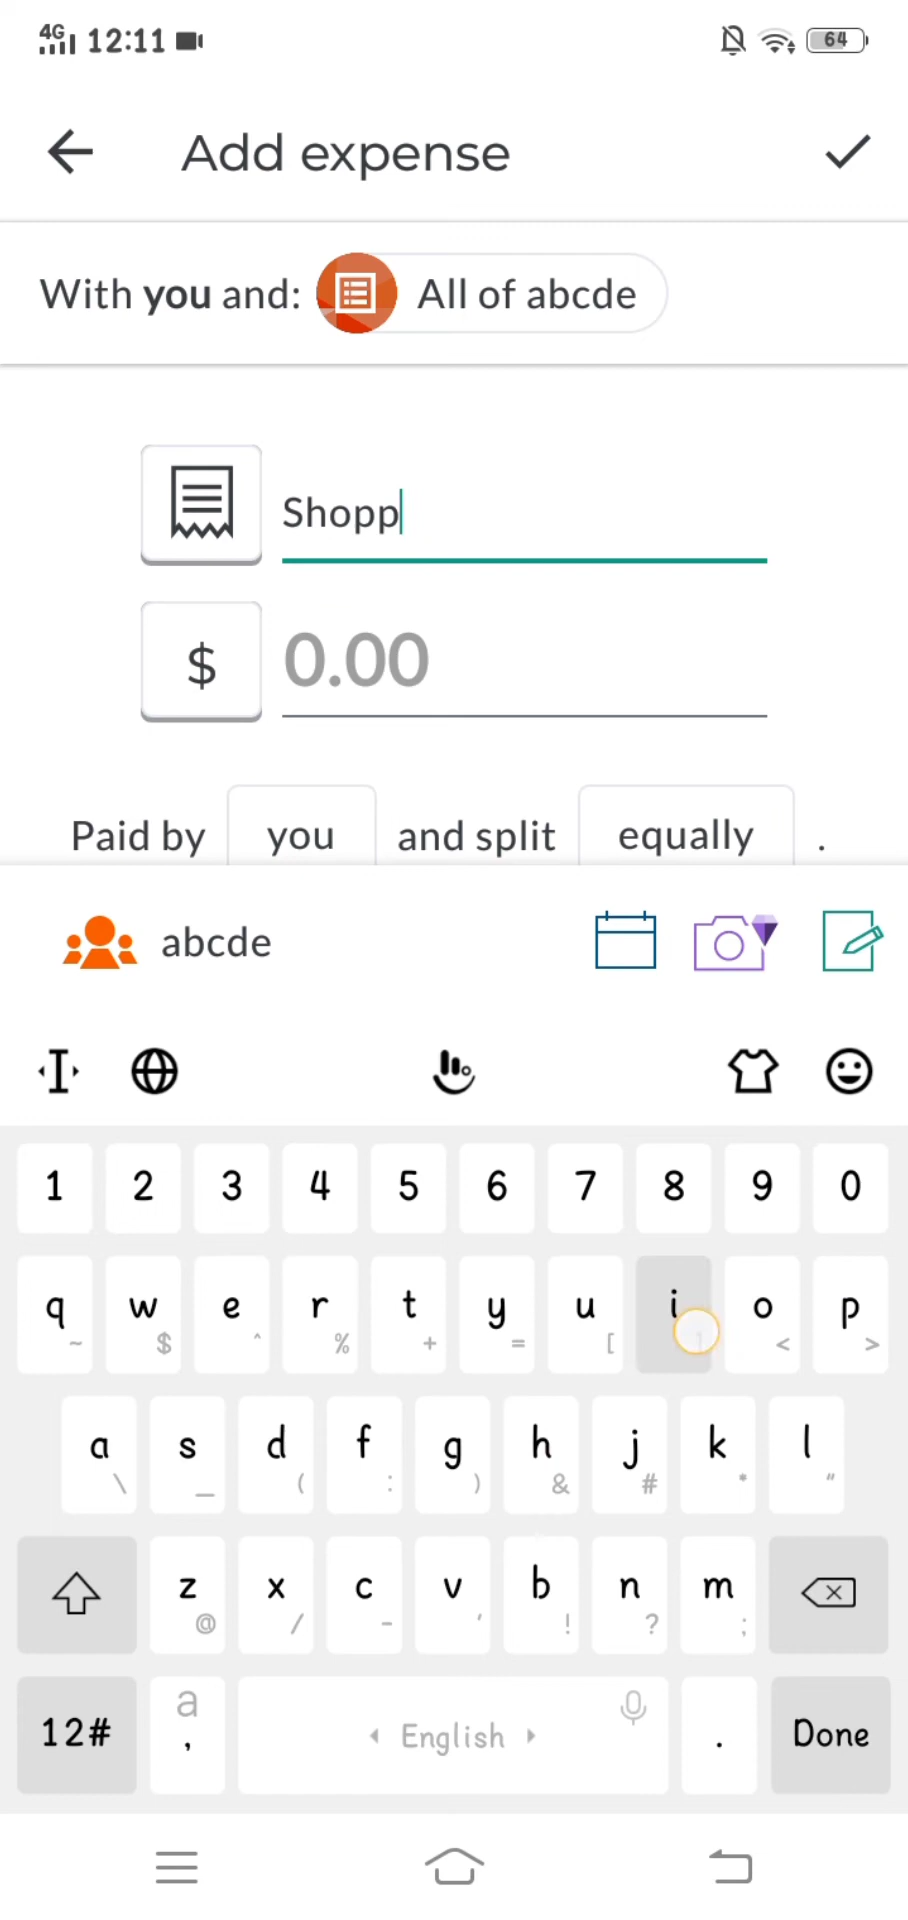 4G 12:11 64
Add expense
With you and: All of abcde
Shopp
$ 0.00
Paid by you and split equally .
abcde
1 2 3 4 5 6 7 8 9 0
q w e r t y u i o p
~ $ ^ % + = [ < >
a s d f g h j k l
\ _ ( : ) & # * "
z x c v b n m
@ / - ' ! ? ;
12# a , English . Done